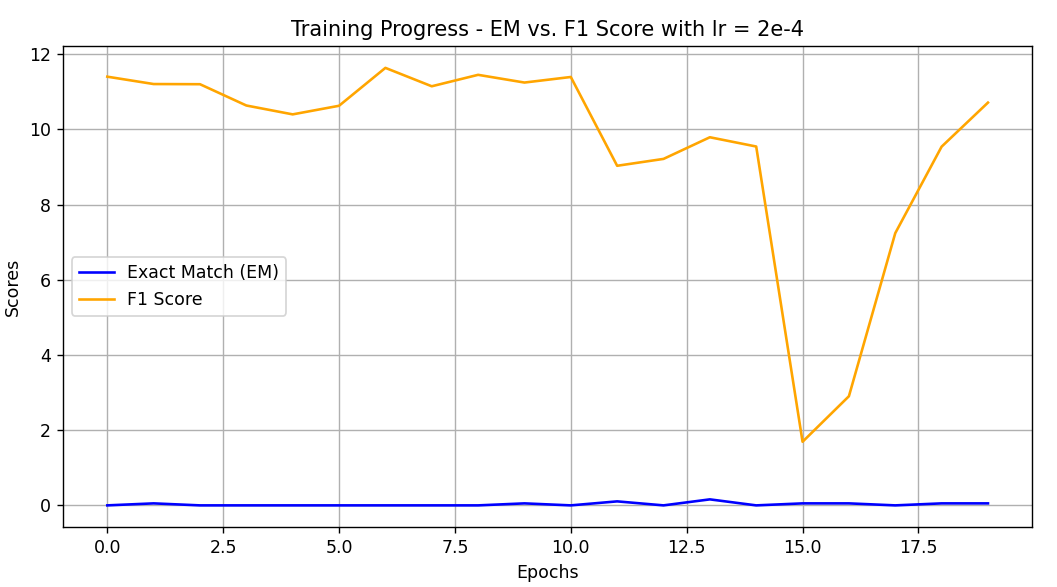 Training Progress - EM vs. F1 Score with lr = 2e-4
Scores
12
10
8
6
4
2
0
Exact Match (EM)
F1 Score
0.0 2.5 5.0 7.5 10.0 12.5 15.0 17.5
Epochs